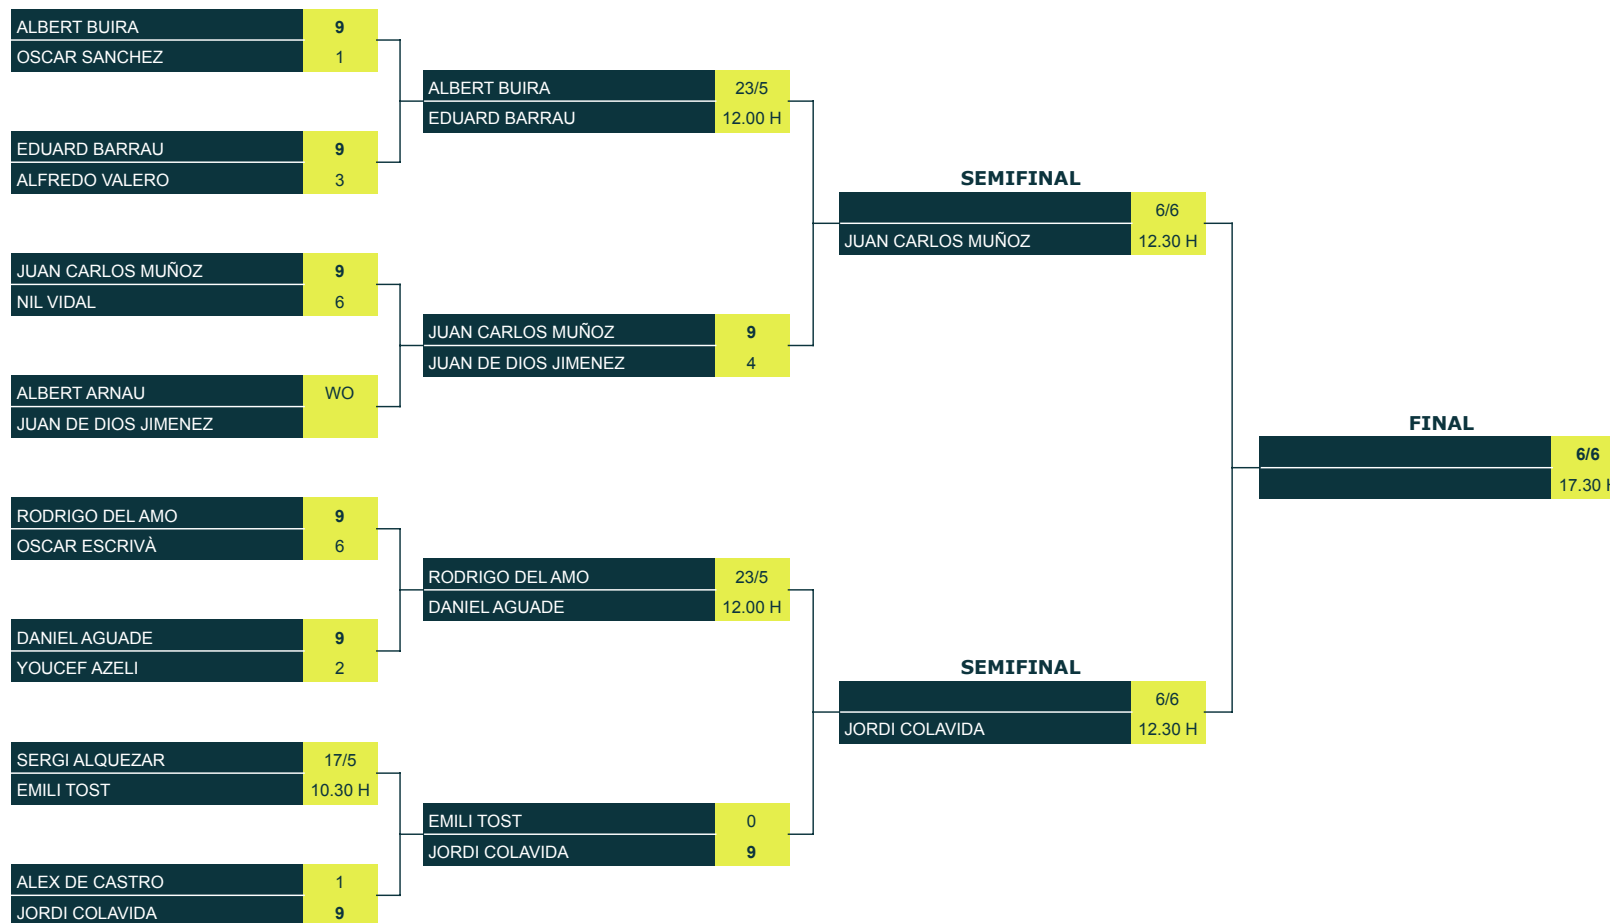 ALBERT BUIRA 9
OSCAR SANCHEZ 1
EDUARD BARRAU 9
ALFREDO VALERO 3
JUAN CARLOS MUÑOZ 9
NIL VIDAL 6
ALBERT ARNAU WO
JUAN DE DIOS JIMENEZ
RODRIGO DEL AMO 9
OSCAR ESCRIVÀ 6
DANIEL AGUADE 9
YOUCEF AZELI 2
SERGI ALQUEZAR 17/5
EMILI TOST 10.30 H
ALEX DE CASTRO 1
JORDI COLAVIDA 9
ALBERT BUIRA 23/5
EDUARD BARRAU 12.00 H
JUAN CARLOS MUÑOZ 9
JUAN DE DIOS JIMENEZ 4
RODRIGO DEL AMO 23/5
DANIEL AGUADE 12.00 H
EMILI TOST 0
JORDI COLAVIDA 9
SEMIFINAL
6/6
JUAN CARLOS MUÑOZ 12.30 H
SEMIFINAL
6/6
JORDI COLAVIDA 12.30 H
FINAL
6/6
17.30 H